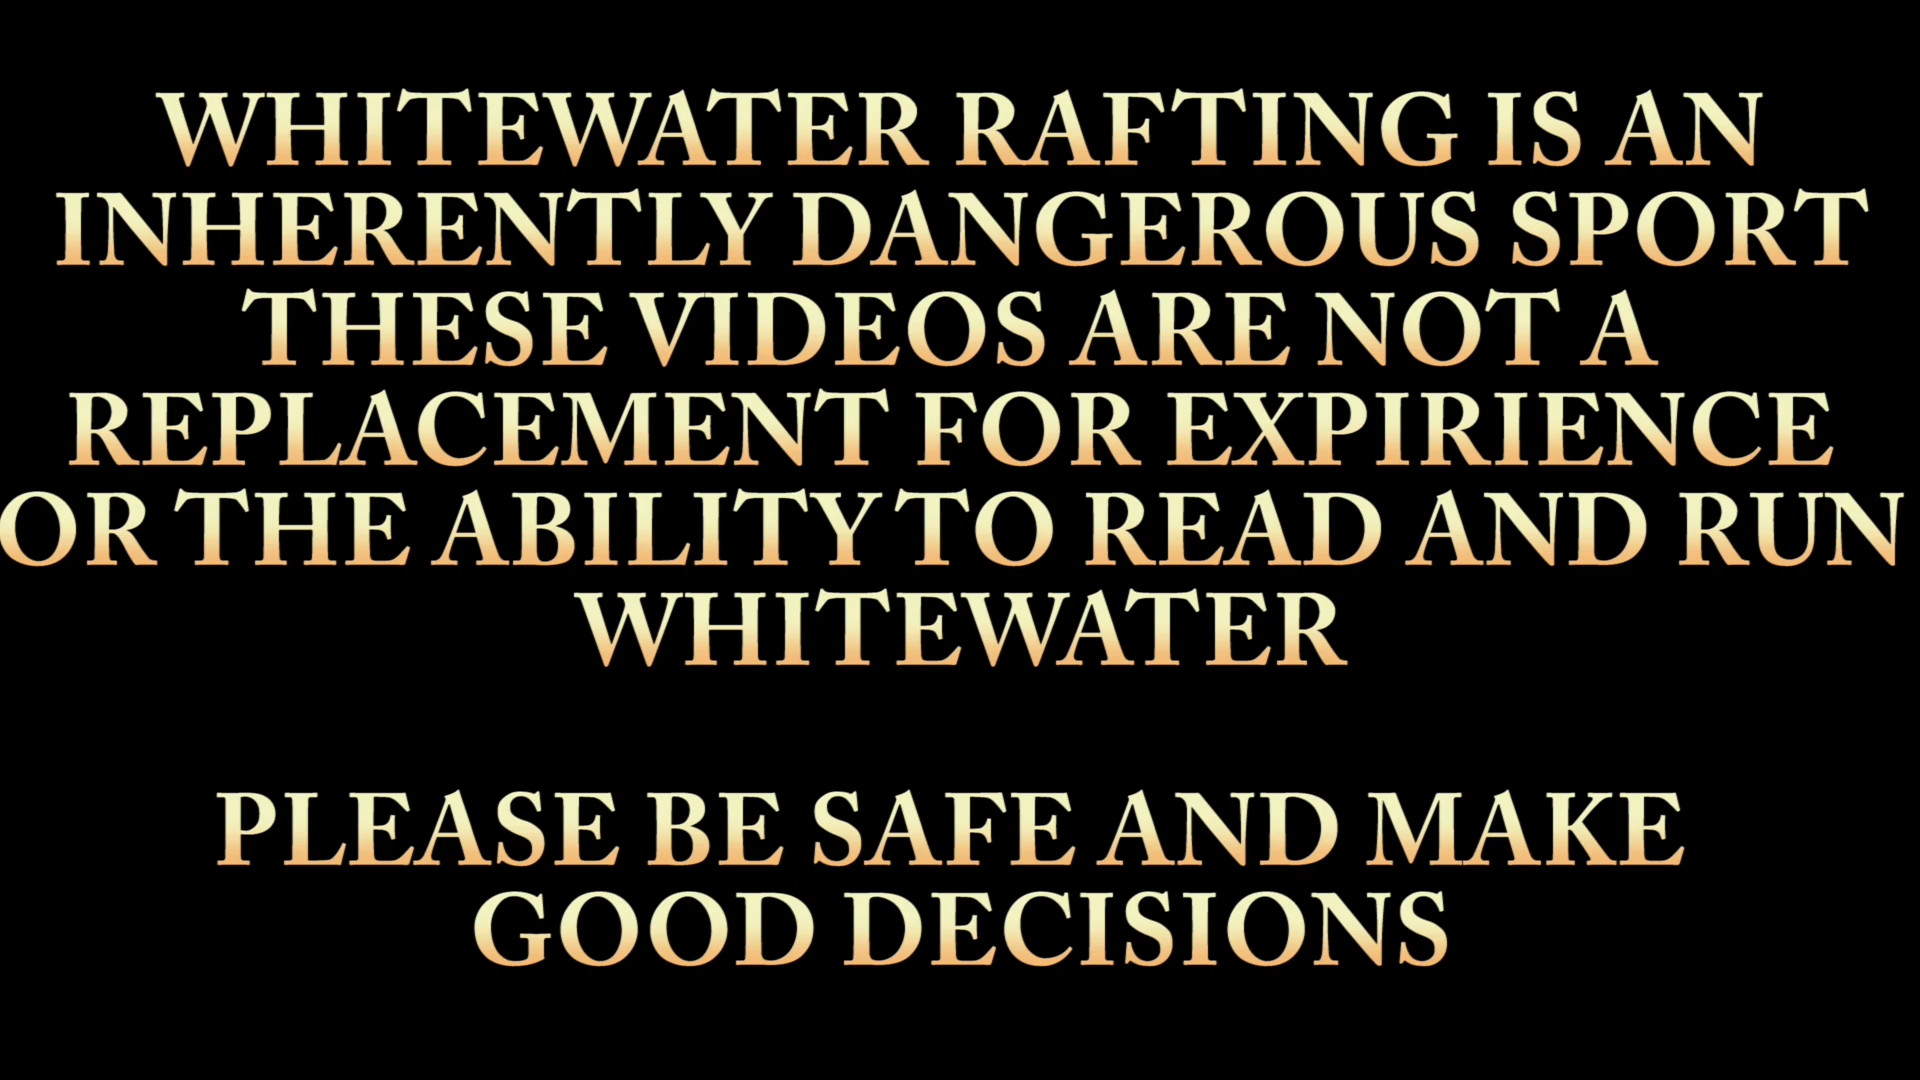 WHITEWATER RAFTING IS AN
INHERENTLY DANGEROUS SPORT
THESE VIDEOS ARE NOT A
REPLACEMENT FOR EXPIRIENCE
OR THE ABILITY TO READ AND RUN
WHITEWATER
PLEASE BE SAFE AND MAKE
GOOD DECISIONS